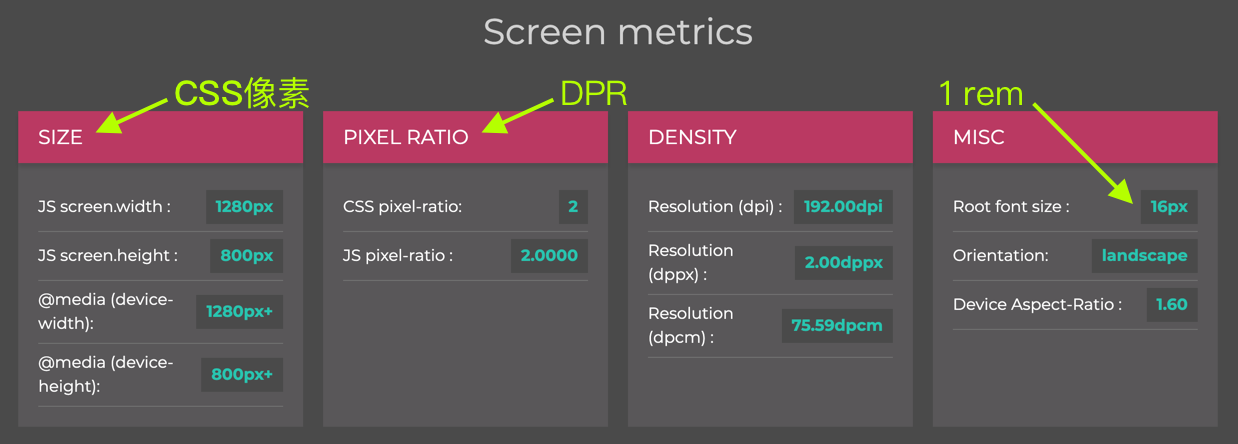 Screen metrics
CSS像素
DPR
1 rem
SIZE
JS screen.width :
1280px
JS screen.height :
800px
@media (device-
width):
1280px+
@media (device-
height):
800px+
PIXEL RATIO
CSS pixel-ratio:
2
JS pixel-ratio :
2.0000
DENSITY
Resolution (dpi) :
192.00dpi
Resolution
(dppx) :
2.00dppx
Resolution
(dpcm) :
75.59dpcm
MISC
Root font size :
16px
Orientation:
landscape
Device Aspect-Ratio :
1.60